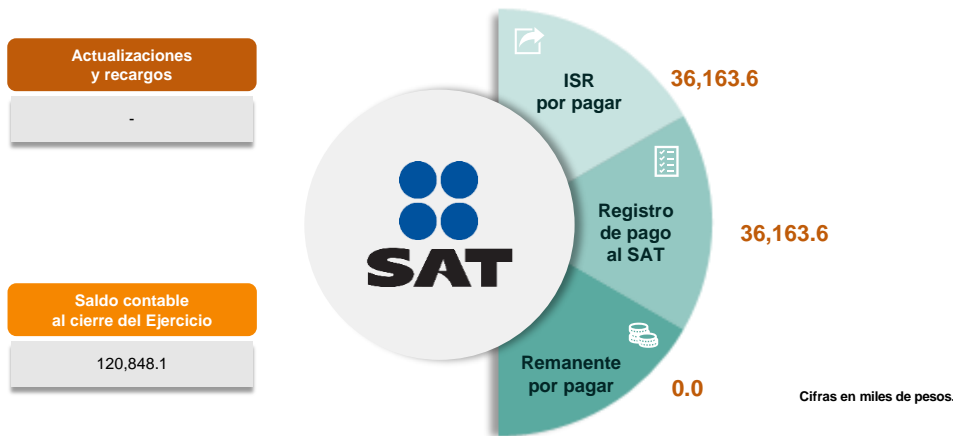 Actualizaciones
y recargos
-
Saldo contable
al cierre del Ejercicio
120,848.1
SAT
ISR
por pagar
36,163.6
Registro
de pago
al SAT
36,163.6
Remanente
por pagar
0.0
Cifras en miles de pesos.